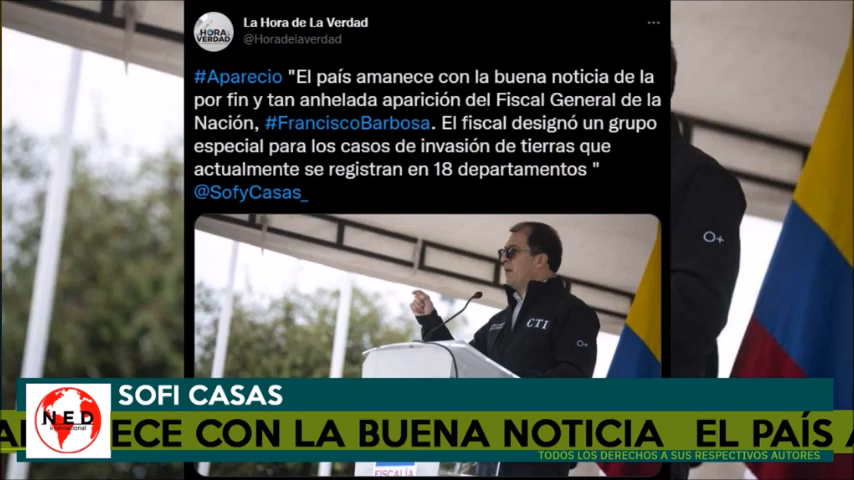 La Hora de La Verdad
@Horadelaverdad
HORA
VERDAD
#Aparecio "El país amanece con la buena noticia de la
por fin y tan anhelada aparición del Fiscal General de la
Nación, #FranciscoBarbosa. El fiscal designó un grupo
especial para los casos de invasión de tierras que
actualmente se registran en 18 departamentos "
@SofyCasas_
O+
CTI
O+
SOFI CASAS
NED
International
ECE CON LA BUENA NOTICIA EL PAÍS A
TODOS LOS DERECHOS A SUS RESPECTIVOS AUTORES
FISCALÍA